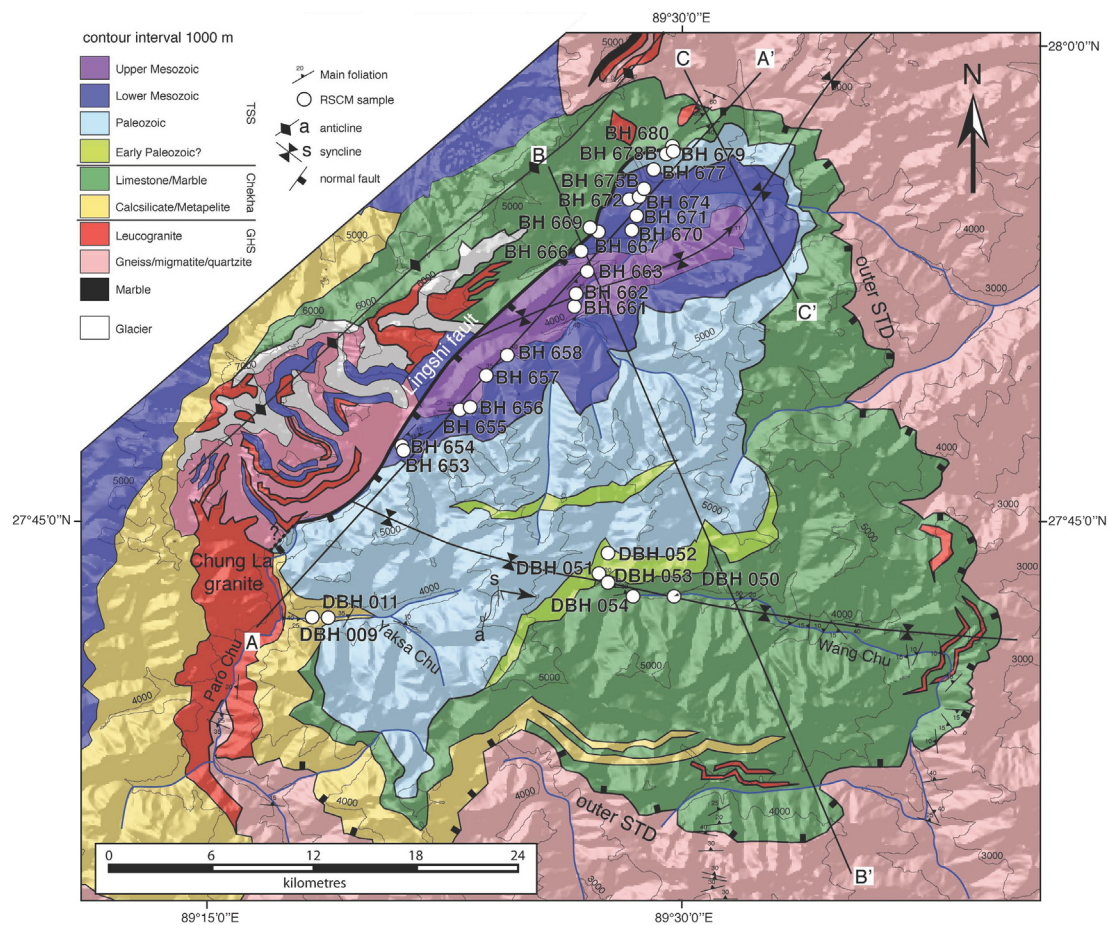 89°30'0''E
28°0'0''N
contour interval 1000 m
Upper Mesozoic
Lower Mesozoic
Paleozoic
Early Paleozoic?
Limestone/Marble
Calcsilicate/Metapelite
Leucogranite
Gneiss/migmatite/quartzite
Marble
Glacier
TSS
Chekha
GHS
20
Main foliation
RSCM sample
a anticline
s syncline
normal fault
N
C
A'
B
5000
BH 680
BH 678B
BH 679
BH 677
BH 675B
BH 672
BH 674
BH 671
BH 669
BH 670
BH 666
BH 667
BH 663
BH 662
BH 661
BH 658
BH 657
BH 656
BH 655
BH 654
BH 653
Lingshi fault
C'
outer STD
4000
3000
5000
6000
7000
27°45'0''N
27°45'0''N
Chung La
granite
?
DBH 052
DBH 051
DBH 053
DBH 050
DBH 054
DBH 011
DBH 009
s
a
A
Yaksa Chu
Paro Chu
Wang Chu
outer STD
B'
0 6 12 18 24
kilometres
89°15'0''E
89°30'0''E